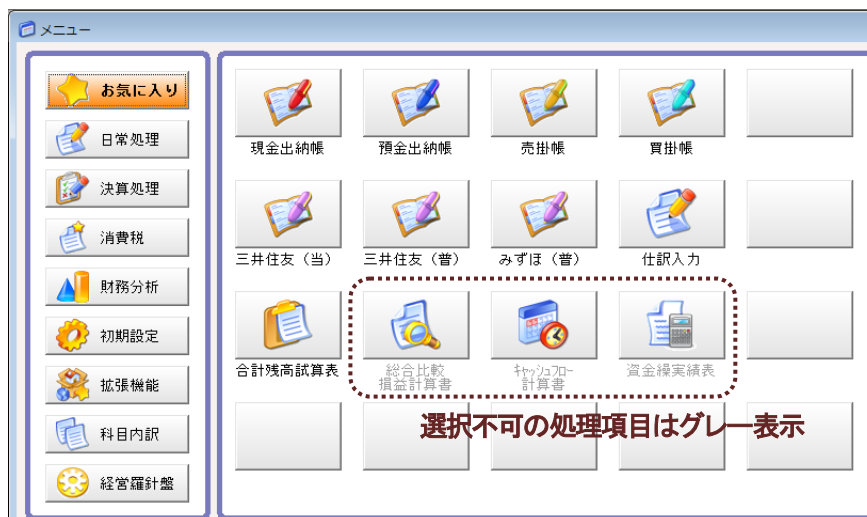 メニュー
お気に入り
日常処理
決算処理
消費税
財務分析
初期設定
拡張機能
科目内訳
経営羅針盤
現金出納帳
預金出納帳
売掛帳
買掛帳
三井住友（当）
三井住友（普）
みずほ（普）
仕訳入力
合計残高試算表
総合比較
損益計算書
ｷｬｯｼｭﾌﾛｰ
計算書
資金繰実績表
選択不可の処理項目はグレー表示